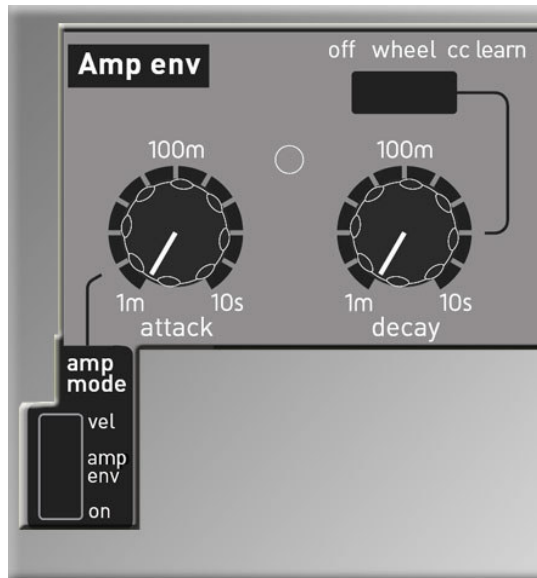 Amp env
off wheel cc learn
100m
100m
1m
10s
1m
10s
attack
decay
amp
mode
vel
amp
env
on